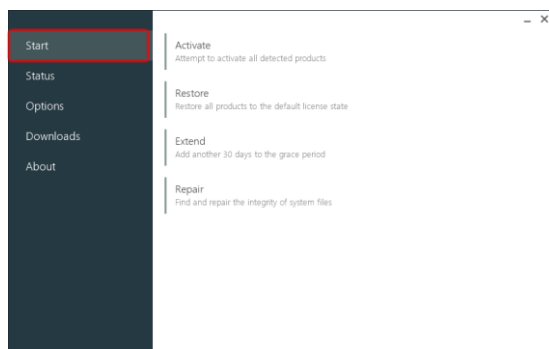 Start
Status
Options
Downloads
About
Activate
Attempt to activate all detected products
Restore
Restore all products to the default license state
Extend
Add another 30 days to the grace period
Repair
Find and repair the integrity of system files